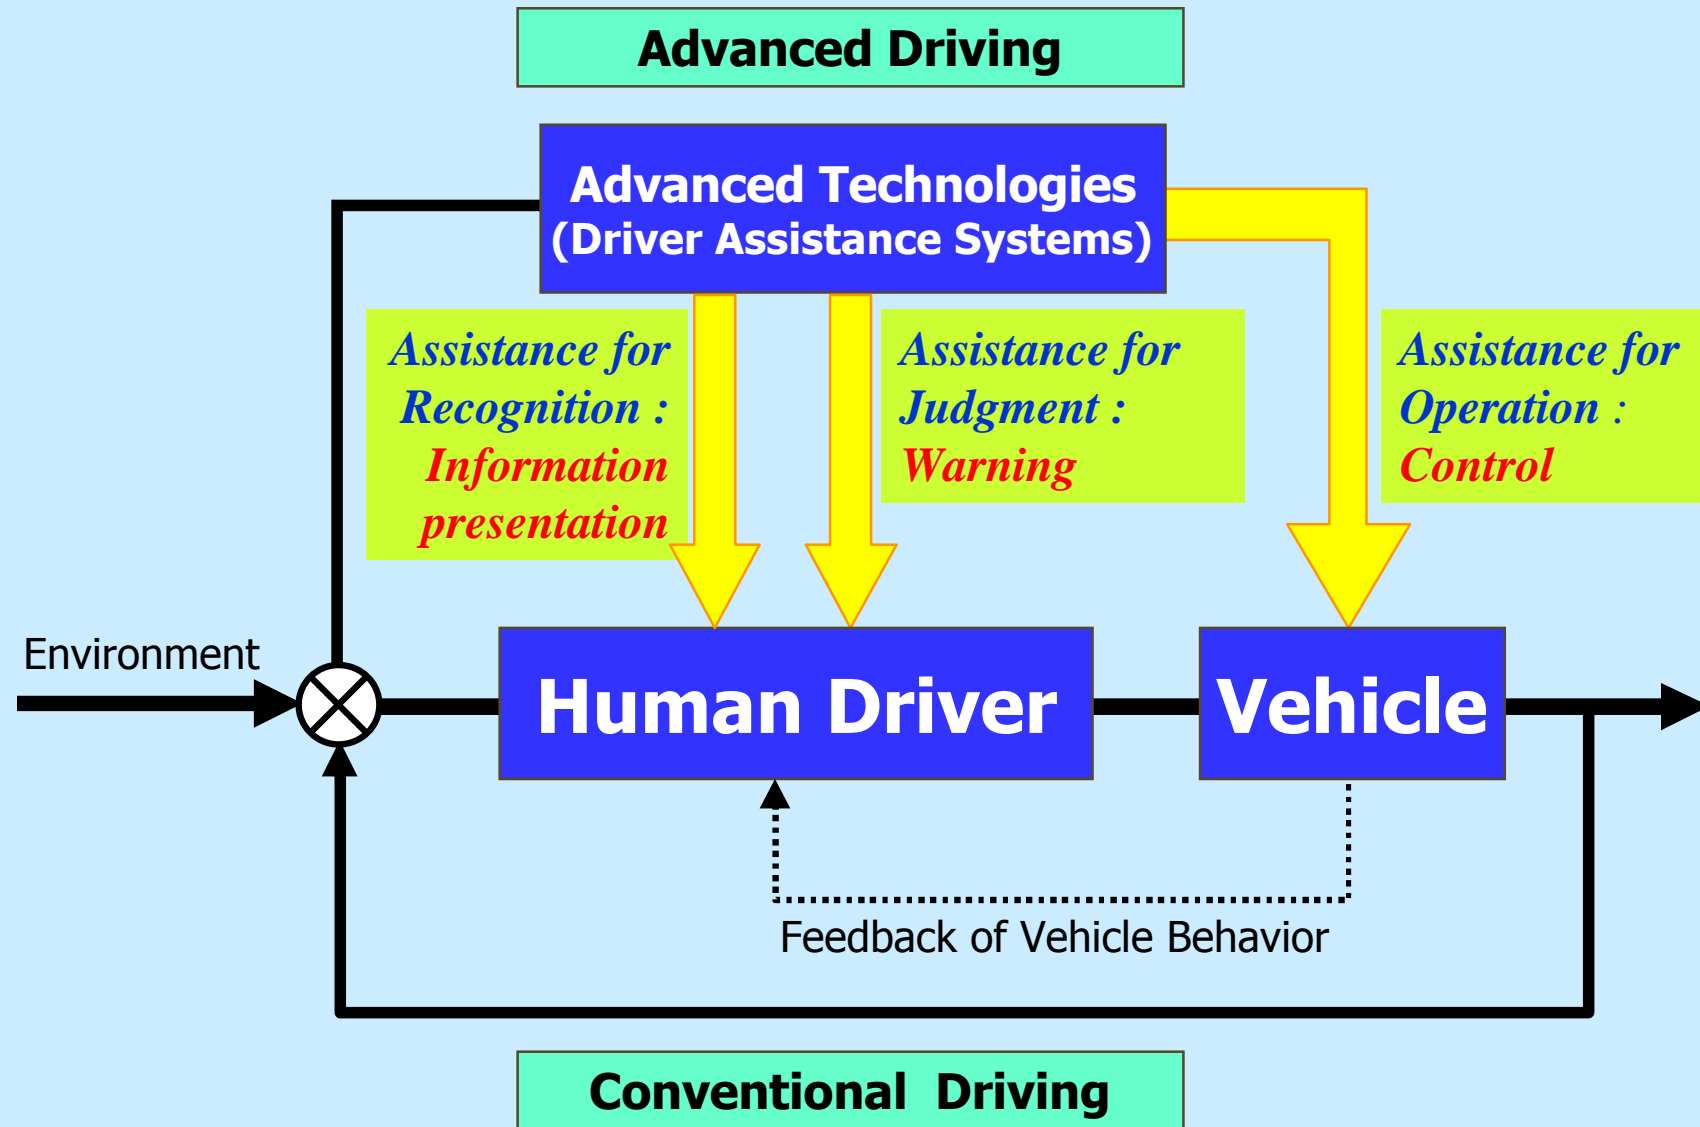 Advanced Driving
Advanced Technologies
(Driver Assistance Systems)
Assistance for
Recognition :
Information
presentation
Assistance for
Judgment :
Warning
Assistance for
Operation :
Control
Environment
Human Driver
Vehicle
Feedback of Vehicle Behavior
Conventional Driving